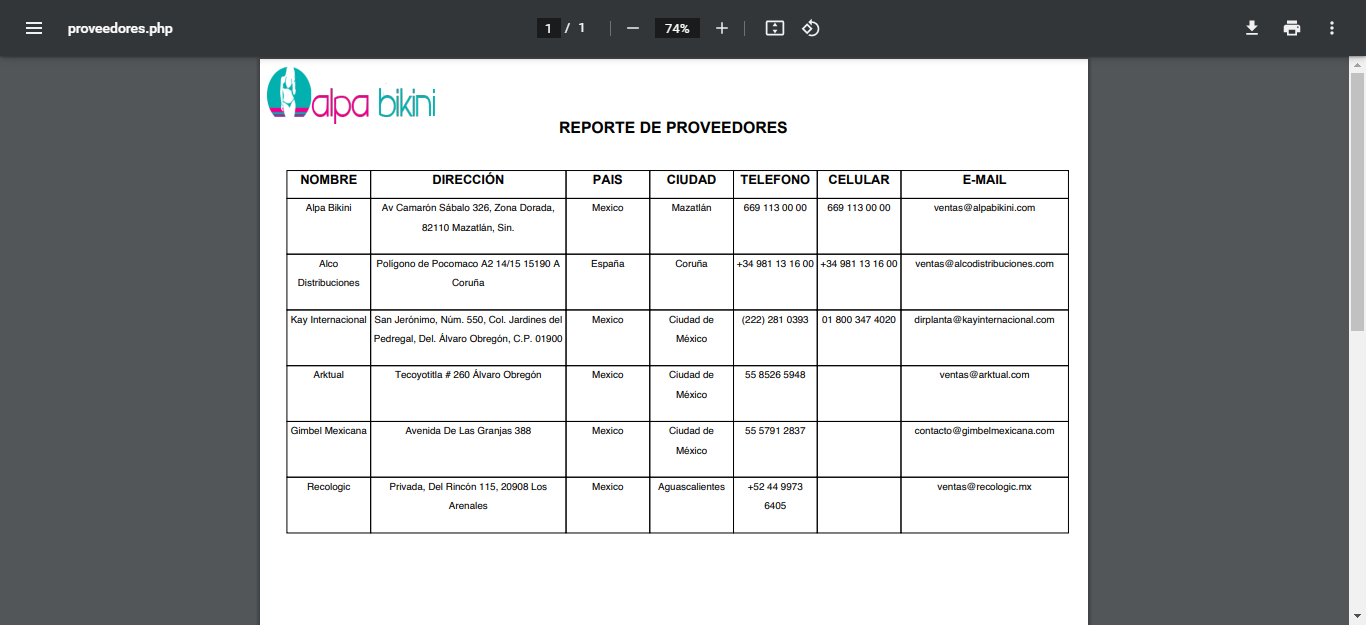 proveedores.php
1 / 1
74%
alpa bikini
REPORTE DE PROVEEDORES
NOMBRE DIRECCIÓN PAIS CIUDAD TELEFONO CELULAR E-MAIL
Alpa Bikini Av Camarón Sábalo 326, Zona Dorada, Mexico Mazatlán 669 113 00 00 669 113 00 00 ventas@alpabikini.com
82110 Mazatlán, Sin.
Alco Polígono de Pocomaco A2 14/15 15190 A España Coruña +34 981 13 16 00 +34 981 13 16 00 ventas@alcodistribuciones.com
Distribuciones Coruña
Kay Internacional San Jerónimo, Núm. 550, Col. Jardines del Mexico Ciudad de (222) 281 0393 01 800 347 4020 dirplanta@kayinternacional.com
Pedregal, Del. Álvaro Obregón, C.P. 01900 México
Arktual Tecoyotitla # 260 Álvaro Obregón Mexico Ciudad de 55 8526 5948 ventas@arktual.com
México
Gimbel Mexicana Avenida De Las Granjas 388 Mexico Ciudad de 55 5791 2837 contacto@gimbelmexicana.com
México
Recologic Privada, Del Rincón 115, 20908 Los Mexico Aguascalientes +52 44 9973 ventas@recologic.mx
Arenales 6405